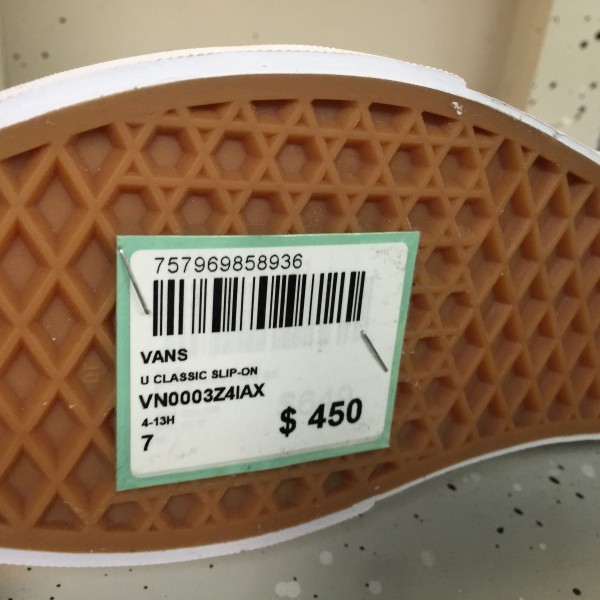 757969858936
VANS
U CLASSIC SLIP-ON
VN0003Z4IAX
4-13H
7
$ 450